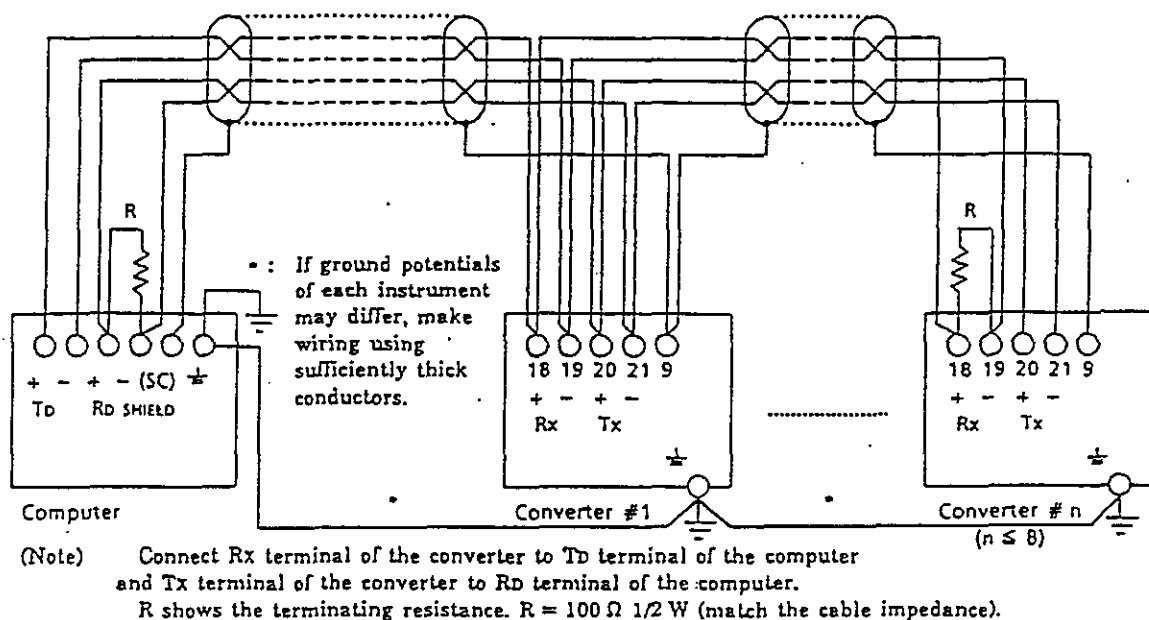 R
R
• : If ground potentials
of each instrument
may differ, make
wiring using
sufficiently thick
conductors.
+ - + - (SC)
TD RD SHIELD
18 19 20 21 9
+ - + -
Rx Tx
18 19 20 21 9
+ - + -
Rx Tx
Computer
•
Converter #1
•
Converter # n
(n ≤ 8)
(Note) Connect Rx terminal of the converter to TD terminal of the computer
and Tx terminal of the converter to RD terminal of the computer.
R shows the terminating resistance. R = 100 Ω 1/2 W (match the cable impedance).